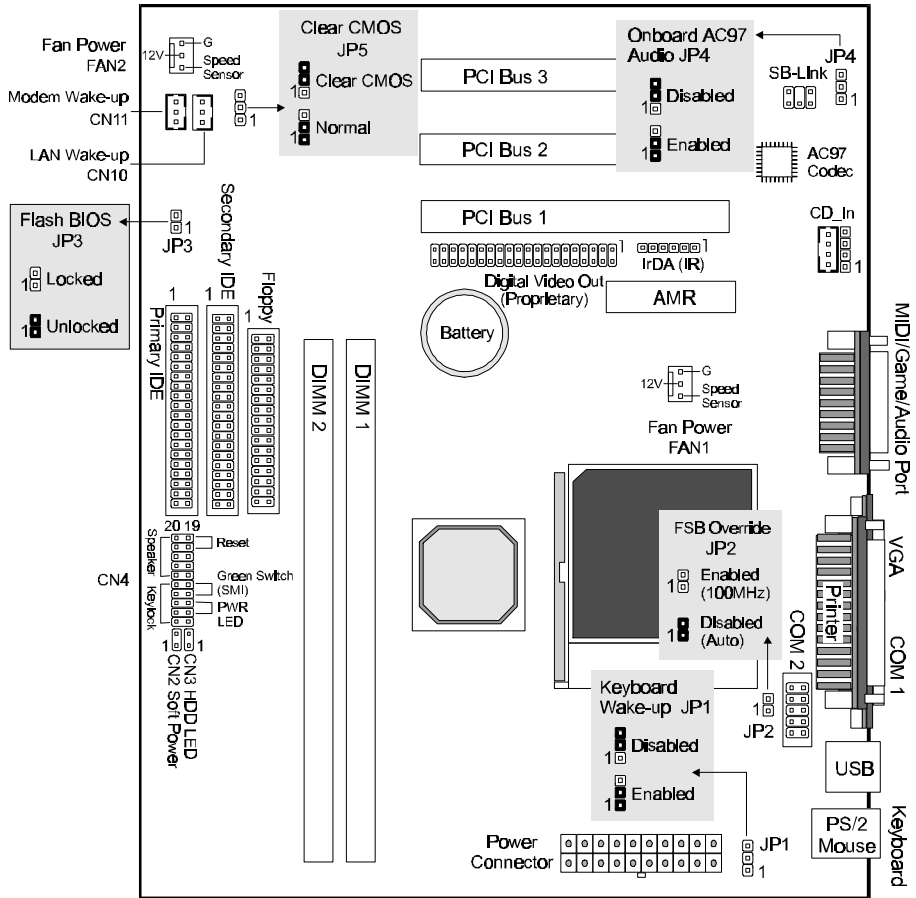 Fan Power
FAN2
12V
G
Speed
Sensor
Modem Wake-up
CN11
LAN Wake-up
CN10
1
Clear CMOS
JP5
Clear CMOS
1
Normal
1
PCI Bus 3
PCI Bus 2
PCI Bus 1
Onboard AC97
Audio JP4
Disabled
1
Enabled
1
JP4
1
SB-Link
AC97
Codec
CD_In
1
Flash BIOS
JP3
Locked
1
Unlocked
1
1
JP3
Primary IDE
1
Secondary IDE
1
Floppy
1
1
Digital Video Out
(Proprietary)
1
IrDA (IR)
AMR
Battery
DIMM 2
DIMM 1
12V
G
Speed
Sensor
Fan Power
FAN1
MIDI/Game/Audio Port
CN4
20 19
Speaker
Keylock
Reset
Green Switch
(SMI)
PWR
LED
1
1
CN2 Soft Power
CN3 HDD LED
FSB Override
JP2
Enabled
(100MHz)
1
Disabled
(Auto)
1
1
JP2
COM 2
Printer
VGA
COM 1
Keyboard
Wake-up JP1
Disabled
1
Enabled
1
USB
PS/2
Mouse
Keyboard
Power
Connector
JP1
1